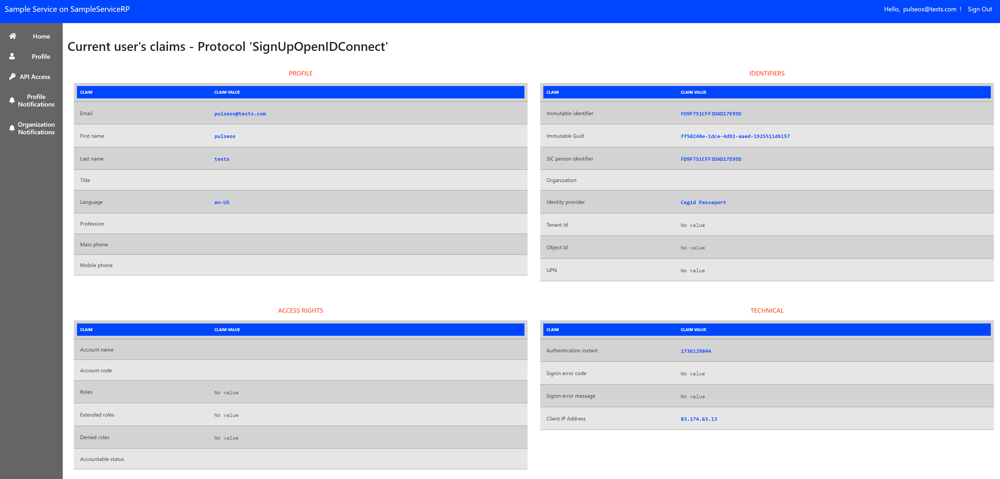 Sample Service on SampleServiceRP
Hello, pulseos@tests.com ! Sign Out
Home
Profile
API Access
Profile
Notifications
Organization
Notifications
Current user's claims - Protocol 'SignUpOpenIDConnect'
PROFILE
CLAIM CLAIM VALUE
Email pulseos@tests.com
First name pulseos
Last name tests
Title
Language en-US
Profession
Main phone
Mobile phone
IDENTIFIERS
CLAIM CLAIM VALUE
Immutable identifier FD9F751CFF3DAD17E95D
Immutable Guid ff50248e-1dce-4d92-aaed-1925511d6157
SIC person identifier FD9F751CFF3DAD17E95D
Organization
Identity provider Cegid Passeport
Tenant Id No value
Object Id No value
UPN No value
ACCESS RIGHTS
CLAIM CLAIM VALUE
Account name
Account code
Roles No value
Extended roles No value
Denied roles No value
Accountable status
TECHNICAL
CLAIM CLAIM VALUE
Authentication instant 1736129844
Signin error code No value
Signin error message No value
Client IP Address 83.174.63.13